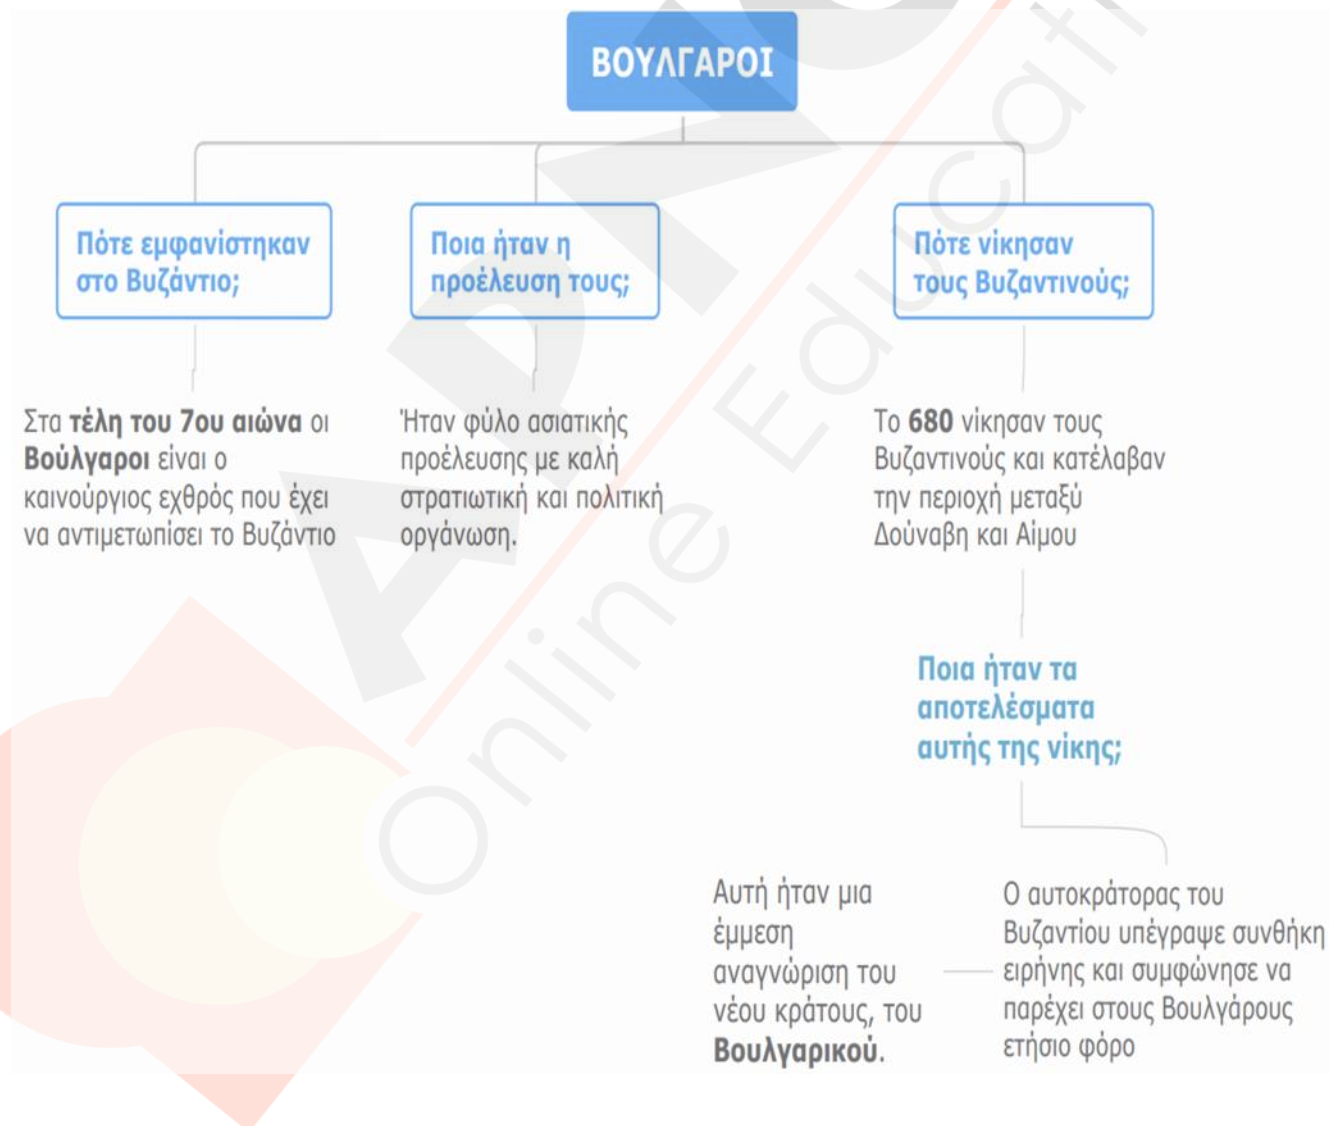 ΒΟΥΛΓΑΡΟΙ
Πότε εμφανίστηκαν
στο Βυζάντιο;
Στα τέλη του 7ου αιώνα οι
Βούλγαροι είναι ο
καινούργιος εχθρός που έχει
να αντιμετωπίσει το Βυζάντιο
Ποια ήταν η
προέλευση τους;
Ήταν φύλο ασιατικής
προέλευσης με καλή
στρατιωτική και πολιτική
οργάνωση.
Πότε νίκησαν
τους Βυζαντινούς;
Το 680 νίκησαν τους
Βυζαντινούς και κατέλαβαν
την περιοχή μεταξύ
Δούναβη και Αίμου
Ποια ήταν τα
αποτελέσματα
αυτής της νίκης;
Ο αυτοκράτορας του
Βυζαντίου υπέγραψε συνθήκη
ειρήνης και συμφώνησε να
παρέχει στους Βουλγάρους
ετήσιο φόρο
Αυτή ήταν μια
έμμεση
αναγνώριση του
νέου κράτους, του
Βουλγαρικού.
Online Educati